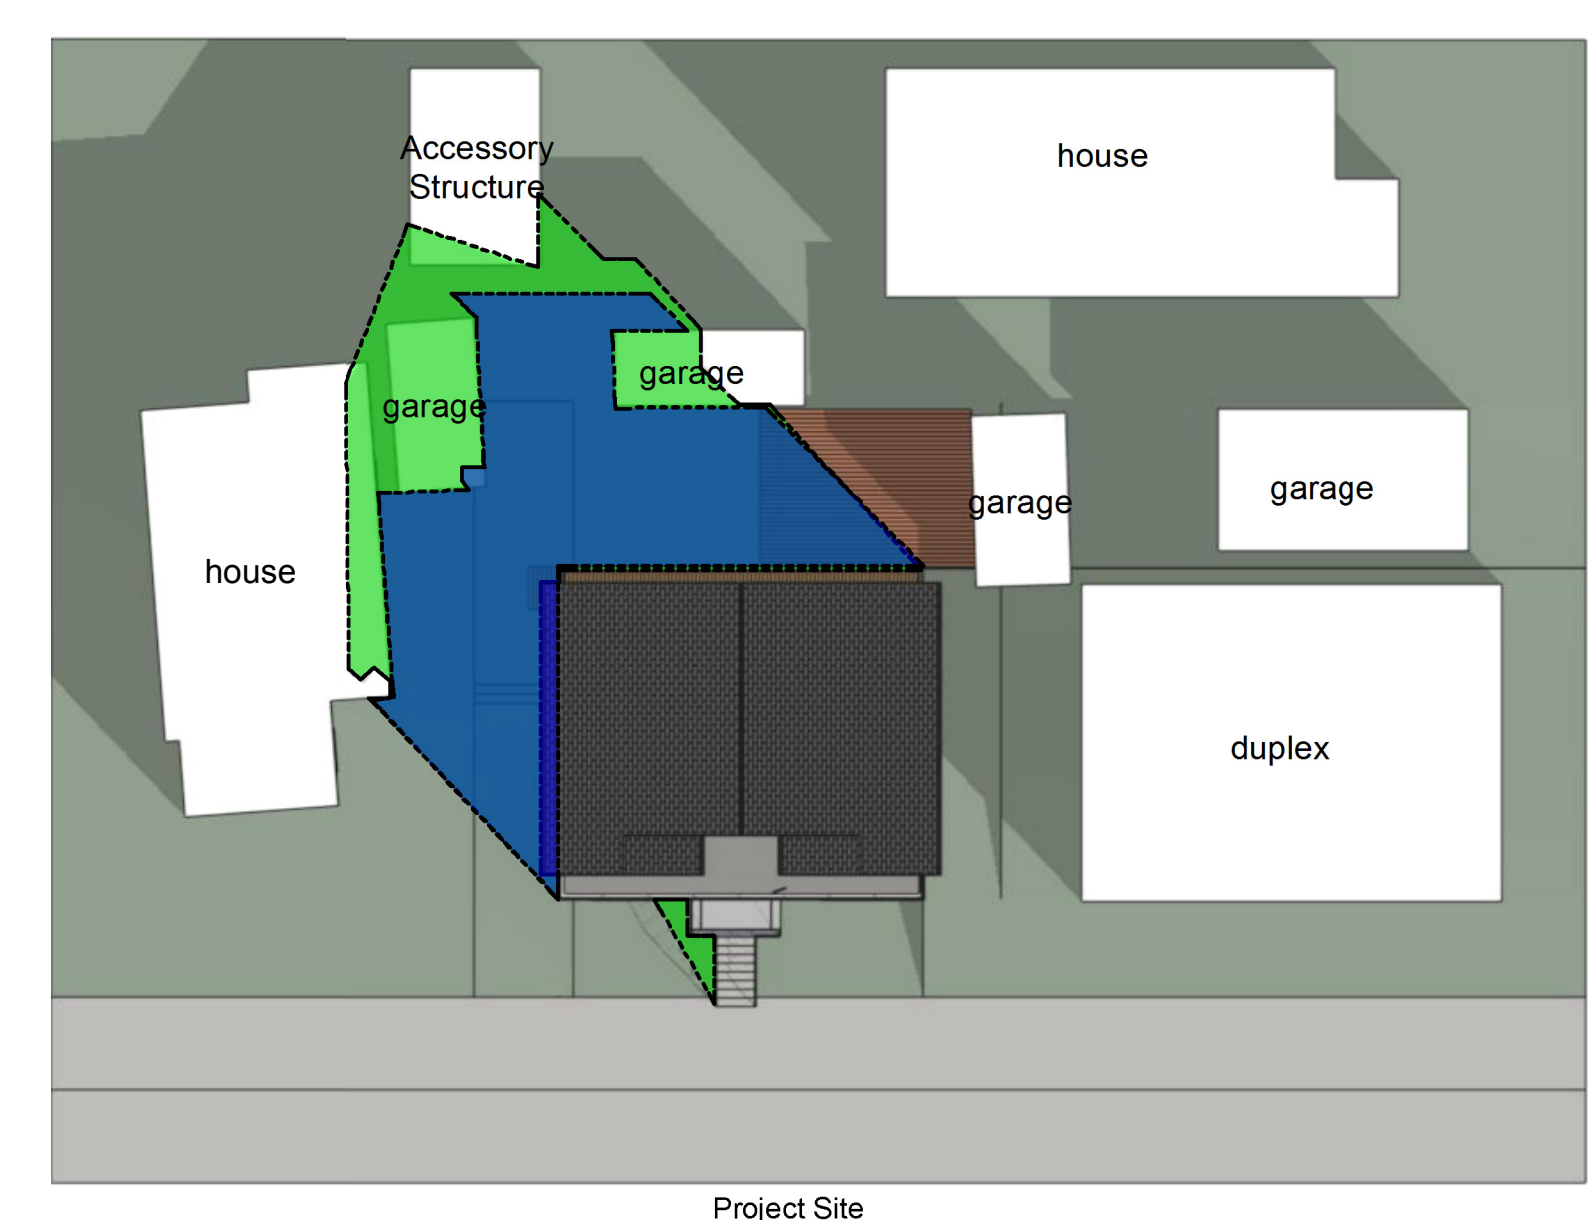 Accessory
Structure
house
garage
garage
garage
garage
house
duplex
Project Site